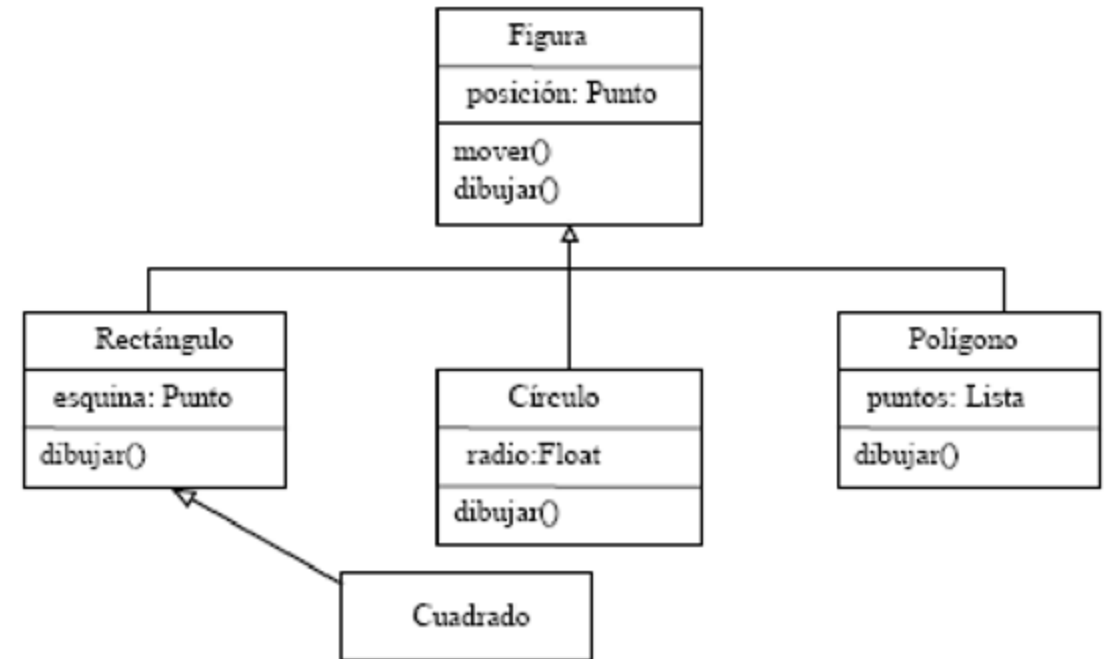 Figura
posición: Punto
mover()
dibujar()
Rectángulo
esquina: Punto
dibujar()
Círculo
radio:Float
dibujar()
Polígono
puntos: Lista
dibujar()
Cuadrado